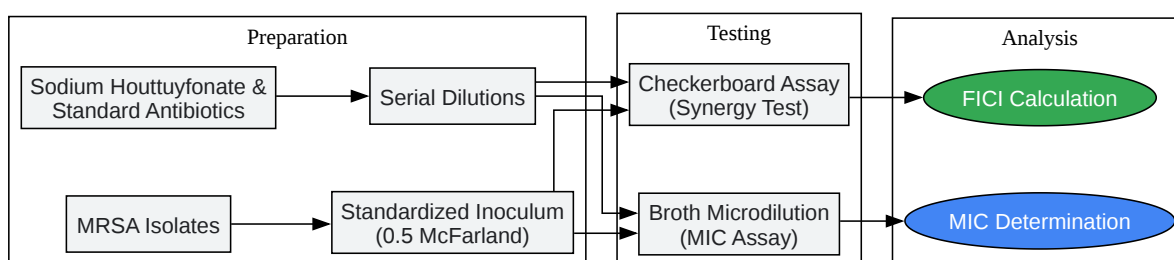 Preparation
Sodium Houttuyfonate &
Standard Antibiotics
Serial Dilutions
MRSA Isolates
Standardized Inoculum
(0.5 McFarland)
Testing
Checkerboard Assay
(Synergy Test)
Broth Microdilution
(MIC Assay)
Analysis
FICI Calculation
MIC Determination